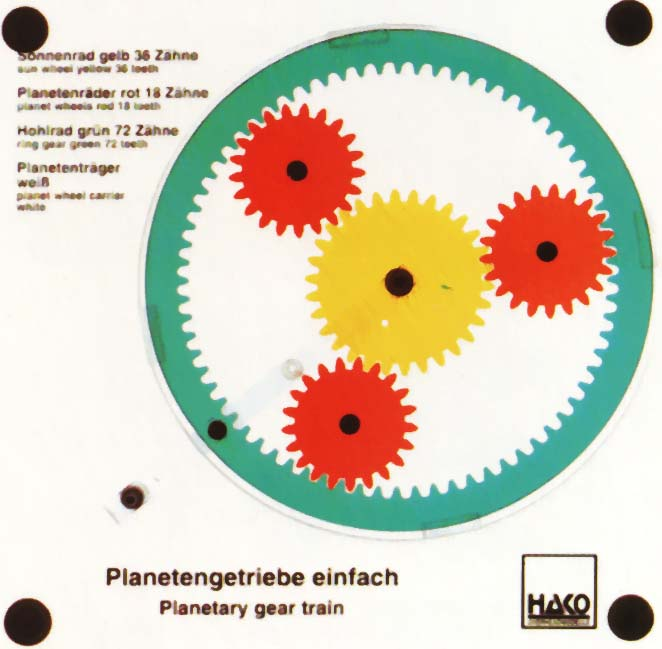 Sonnenrad gelb 36 Zähne
sun wheel yellow 36 teeth
Planetenräder rot 18 Zähne
planet wheels red 18 teeth
Hohlrad grün 72 Zähne
ring gear green 72 teeth
Planetenträger
weiß
planet wheel carrier
white
Planetengetriebe einfach
Planetary gear train
HAKO